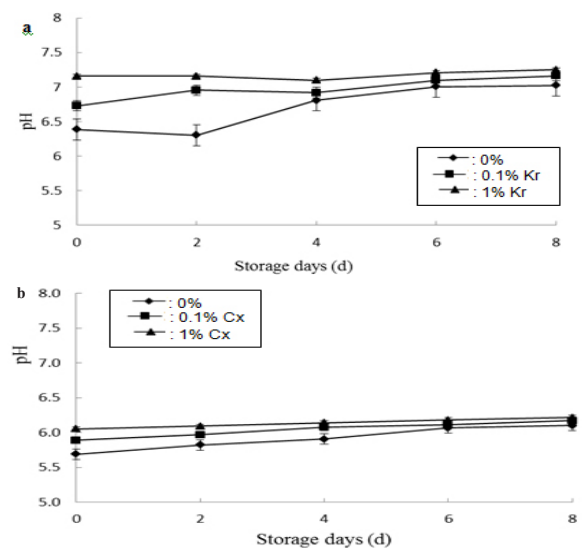 a
8
7.5
7
6.5
6
5.5
5
pH
0
2
4
6
8
Storage days (d)
: 0%
: 0.1% Kr
: 1% Kr
b
8.0
7.5
7.0
6.5
6.0
5.5
5.0
pH
0
2
4
6
8
Storage days (d)
: 0%
: 0.1% Cx
: 1% Cx